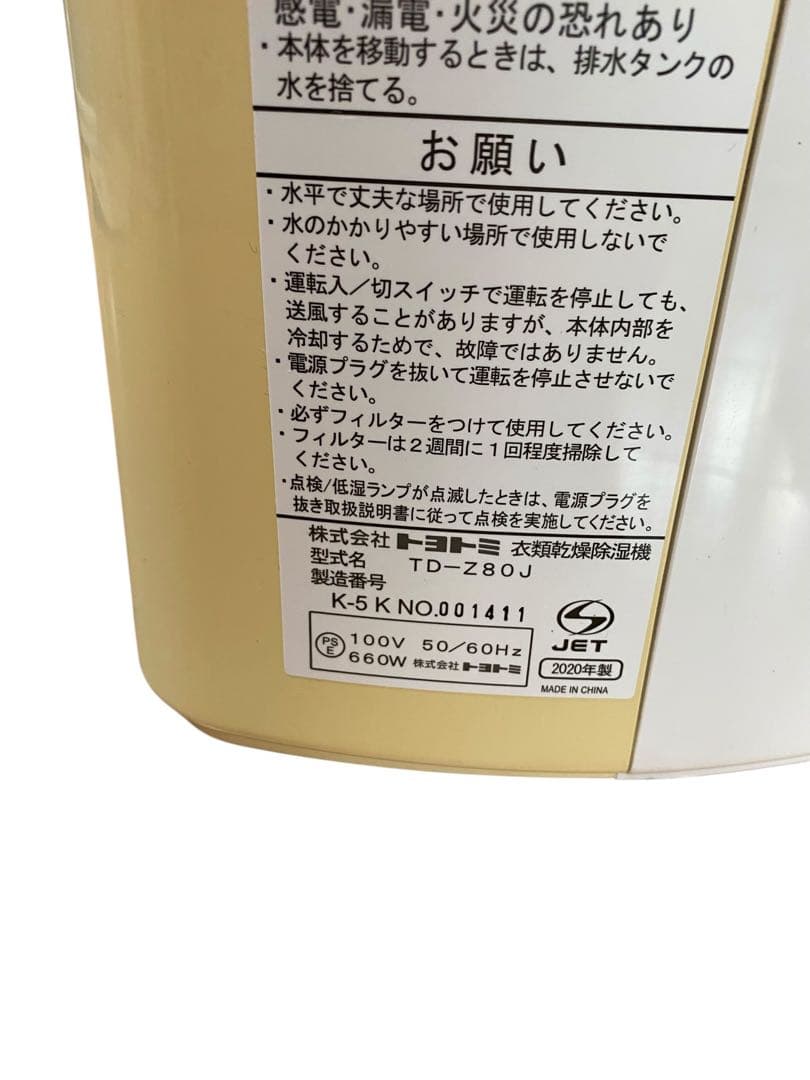 感電・漏電・火災の恐れあり
・本体を移動するときは、排水タンクの
水を捨てる。
お願い
・水平で丈夫な場所で使用してください。
・水のかかりやすい場所で使用しないで
ください。
・運転入／切スイッチで運転を停止しても、
送風することがありますが、本体内部を
冷却するためで、故障ではありません。
・電源プラグを抜いて運転を停止させないで
ください。
・必ずフィルターをつけて使用してください。
・フィルターは２週間に１回程度掃除して
ください。
・点検/低湿ランプが点滅したときは、電源プラグを
抜き取扱説明書に従って点検を実施してください。
株式会社 トヨトミ 衣類乾燥除湿機
型式名 TD-Z80J
製造番号
K-5 K NO.001411
PS E 100V 50/60Hz
660W 株式会社 トヨトミ
JET
2020年製
MADE IN CHINA